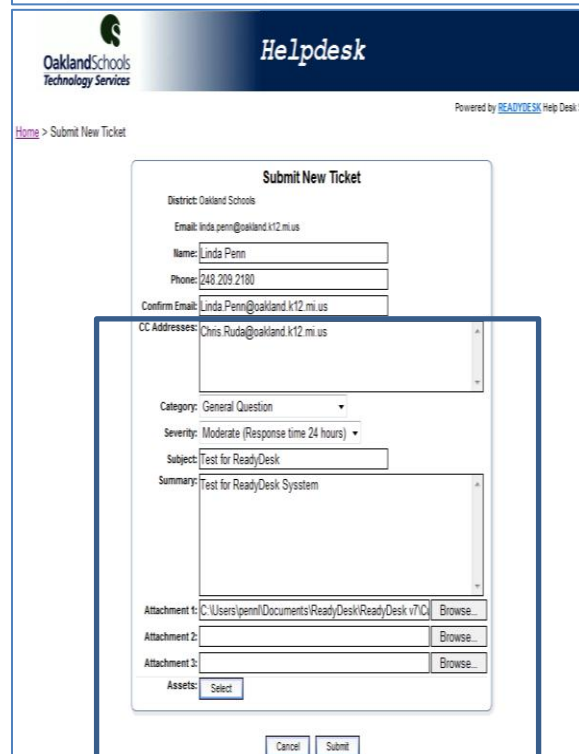 OaklandSchools
Technology Services
Helpdesk
Powered by READYDESK Help Desk
Home > Submit New Ticket
Submit New Ticket
District: Oakland Schools
Email: linda.penn@oakland.k12.mi.us
Name: Linda Penn
Phone: 248.209.2180
Confirm Email: Linda.Penn@oakland.k12.mi.us
CC Addresses: Chris.Ruda@oakland.k12.mi.us
Category: General Question
Severity: Moderate (Response time 24 hours)
Subject: Test for ReadyDesk
Summary: Test for ReadyDesk Sysstem
Attachment 1: C:\Users\pennl\Documents\ReadyDesk\ReadyDesk v7\Cu Browse...
Attachment 2: Browse...
Attachment 3: Browse...
Assets: Select
Cancel Submit